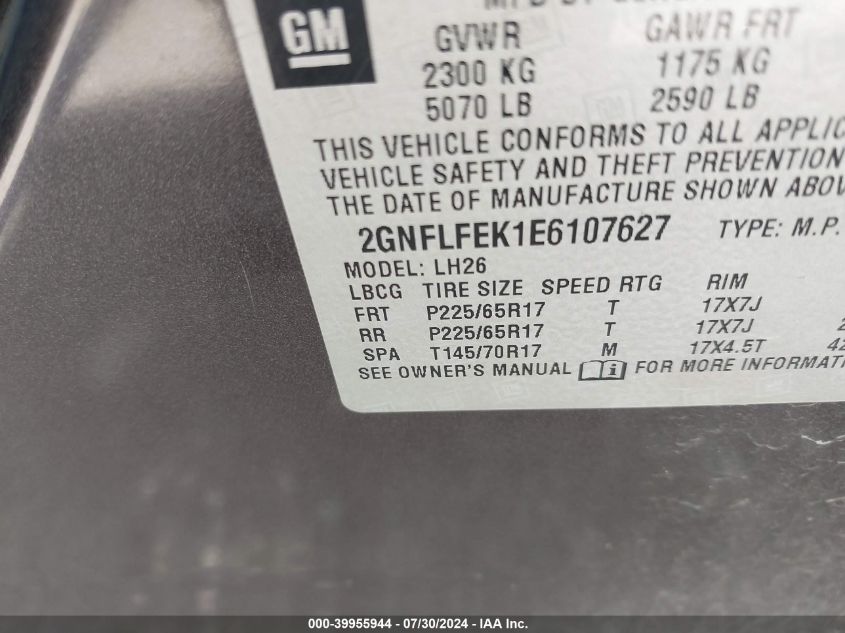 GM
GVWR GAWR FRT
2300 KG 1175 KG
5070 LB 2590 LB
THIS VEHICLE CONFORMS TO ALL APPLIC
VEHICLE SAFETY AND THEFT PREVENTION
THE DATE OF MANUFACTURE SHOWN ABOV
2GNFLFEK1E6107627 TYPE: M.P.
MODEL: LH26
LBCG TIRE SIZE SPEED RTG RIM
FRT P225/65R17 T 17X7J
RR P225/65R17 T 17X7J 2
SPA T145/70R17 M 17X4.5T 42
SEE OWNER'S MANUAL FOR MORE INFORMATI
000-39955944 - 07/30/2024 - IAA Inc.